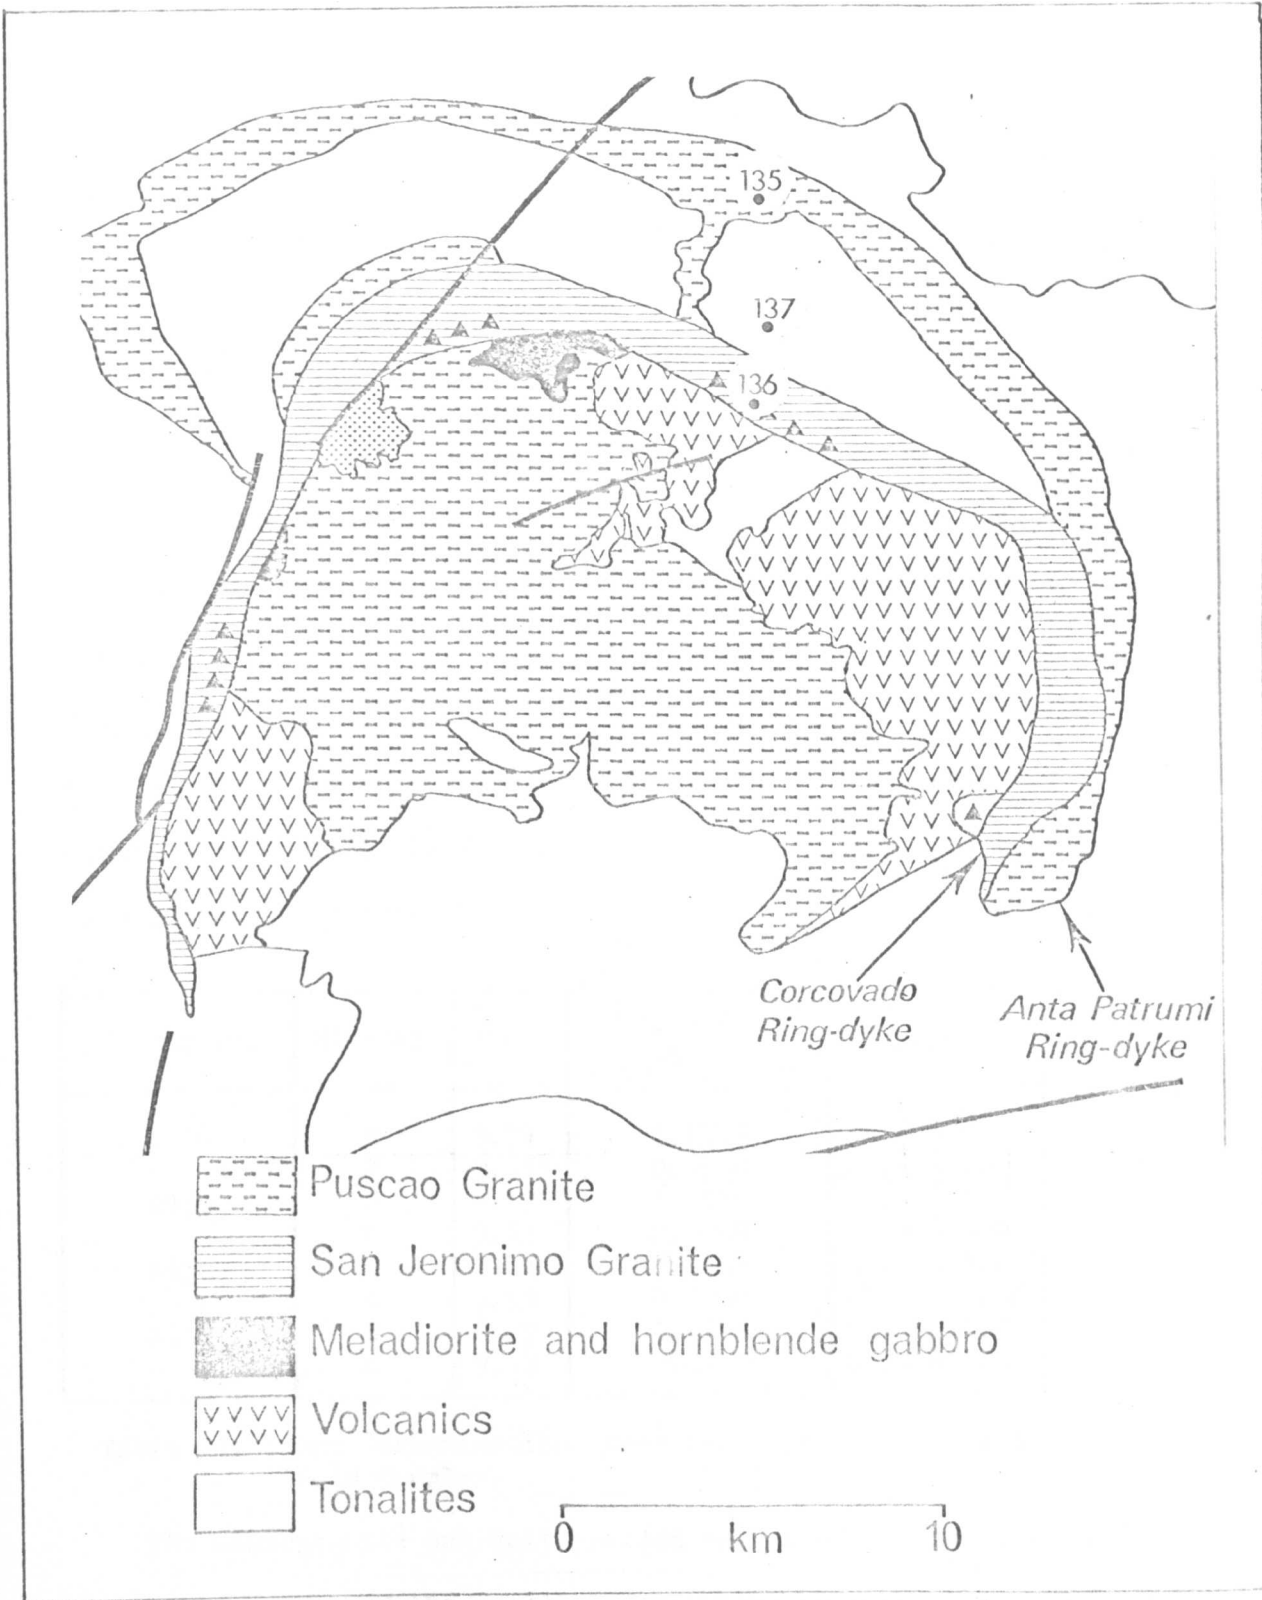 135
137
136
Corcovado
Ring-dyke
Anta Patrumi
Ring-dyke
Puscao Granite
San Jeronimo Granite
Meladiorite and hornblende gabbro
Volcanics
Tonalites
0 km 10